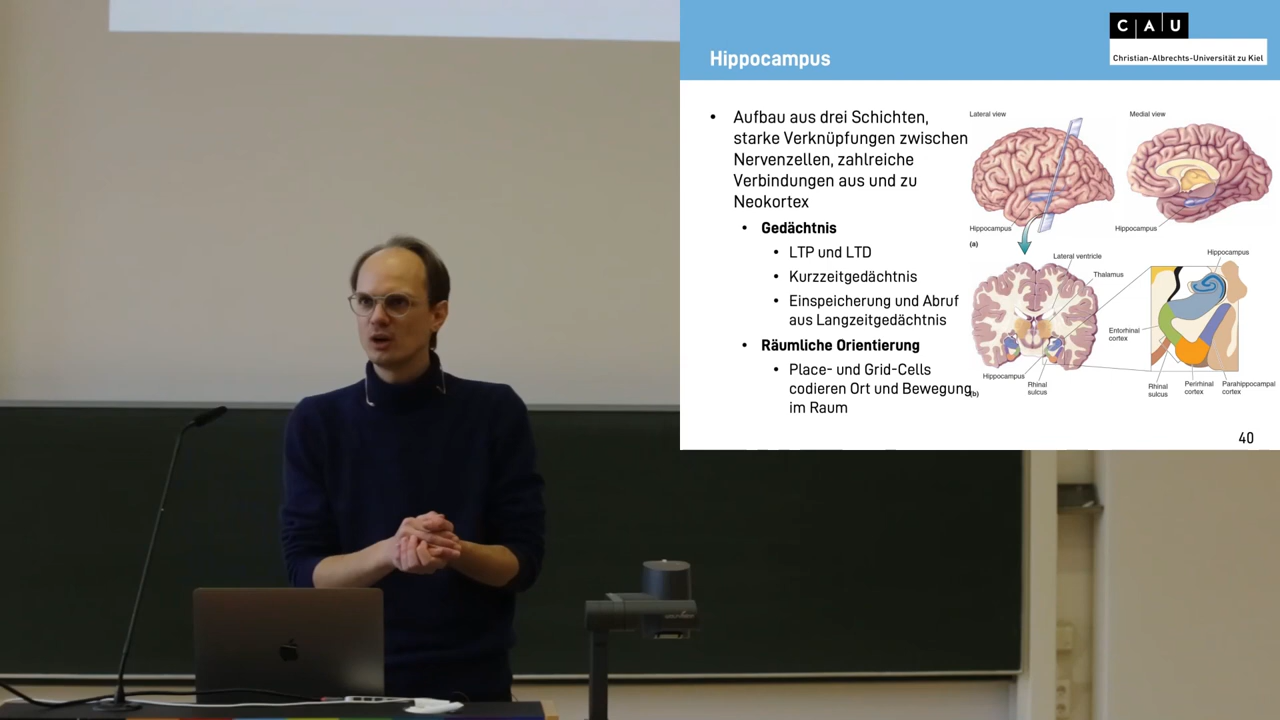 Hippocampus
C A U
Christian-Albrechts-Universität zu Kiel
• Aufbau aus drei Schichten,
starke Verknüpfungen zwischen
Nervenzellen, zahlreiche
Verbindungen aus und zu
Neokortex
• Gedächtnis
• LTP und LTD
• Kurzzeitgedächtnis
• Einspeicherung und Abruf
aus Langzeitgedächtnis
• Räumliche Orientierung
• Place- und Grid-Cells
codieren Ort und Bewegung
im Raum
Lateral view
Medial view
Hippocampus
Hippocampus
(a)
Lateral ventricle
Thalamus
Hippocampus
Entorhinal
cortex
Hippocampus
Rhinal
sulcus
Rhinal
sulcus
Perirhinal
cortex
Parahippocampal
cortex
(b)
40